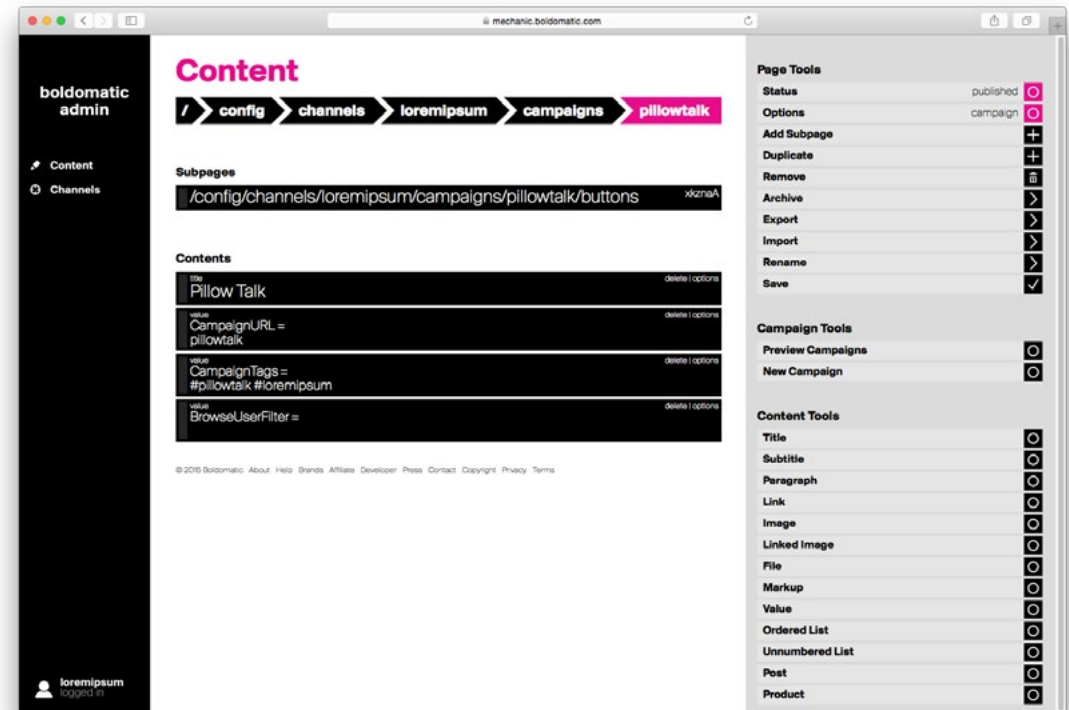 mechanic.boldomatic.com
boldomatic
admin
Content
Channels
loremipsum
logged in
Content
/ config channels loremipsum campaigns pillowtalk
Subpages
/config/channels/loremipsum/campaigns/pillowtalk/buttons xkznaA
Contents
title delete | options
Pillow Talk
value delete | options
CampaignURL =
pillowtalk
value delete | options
CampaignTags =
#pillowtalk #loremipsum
value delete | options
BrowseUserFilter =
© 2015 Boldomatic About Help Brands Affiliate Developer Press Contact Copyright Privacy Terms
Page Tools
Status published
Options campaign
Add Subpage
Duplicate
Remove
Archive
Export
Import
Rename
Save
Campaign Tools
Preview Campaigns
New Campaign
Content Tools
Title
Subtitle
Paragraph
Link
Image
Linked Image
File
Markup
Value
Ordered List
Unnumbered List
Post
Product